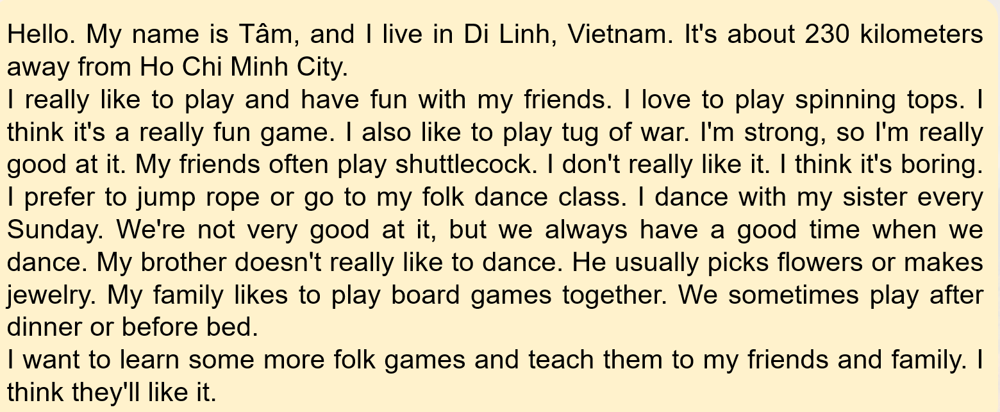 Hello. My name is Tâm, and I live in Di Linh, Vietnam. It's about 230 kilometers
away from Ho Chi Minh City.
I really like to play and have fun with my friends. I love to play spinning tops. I
think it's a really fun game. I also like to play tug of war. I'm strong, so I'm really
good at it. My friends often play shuttlecock. I don't really like it. I think it's boring.
I prefer to jump rope or go to my folk dance class. I dance with my sister every
Sunday. We're not very good at it, but we always have a good time when we
dance. My brother doesn't really like to dance. He usually picks flowers or makes
jewelry. My family likes to play board games together. We sometimes play after
dinner or before bed.
I want to learn some more folk games and teach them to my friends and family. I
think they'll like it.